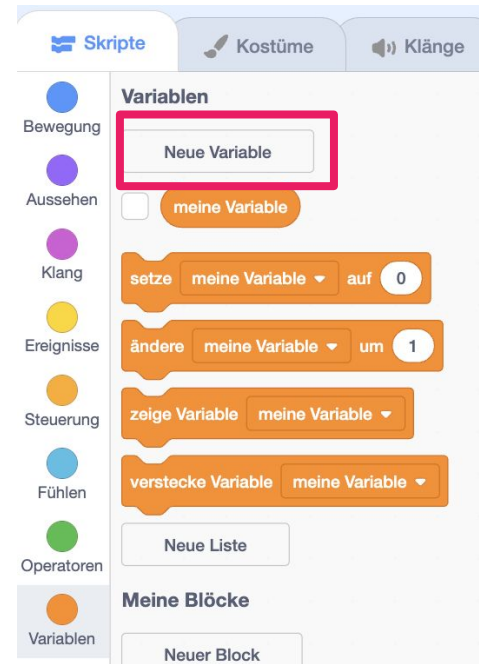 Skripte
Kostüme
Klänge
Bewegung
Aussehen
Klang
Ereignisse
Steuerung
Fühlen
Operatoren
Variablen
Variablen
Neue Variable
meine Variable
setze meine Variable auf 0
ändere meine Variable um 1
zeige Variable meine Variable
verstecke Variable meine Variable
Neue Liste
Meine Blöcke
Neuer Block